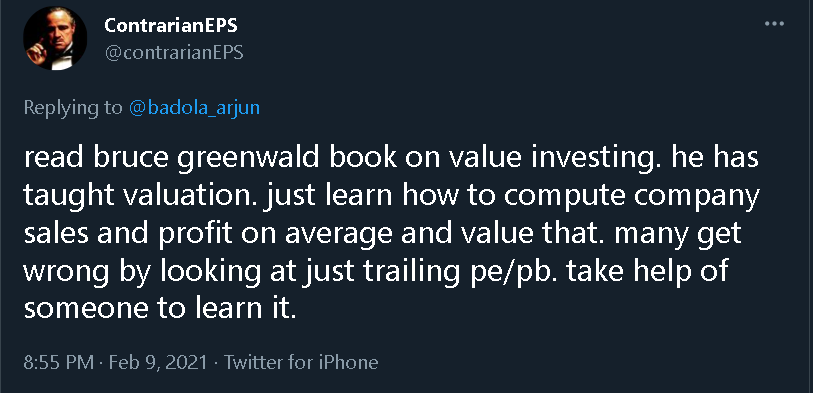 ContrarianEPS
@contrarianEPS
Replying to @badola_arjun
read bruce greenwald book on value investing. he has
taught valuation. just learn how to compute company
sales and profit on average and value that. many get
wrong by looking at just trailing pe/pb. take help of
someone to learn it.
8:55 PM · Feb 9, 2021 · Twitter for iPhone